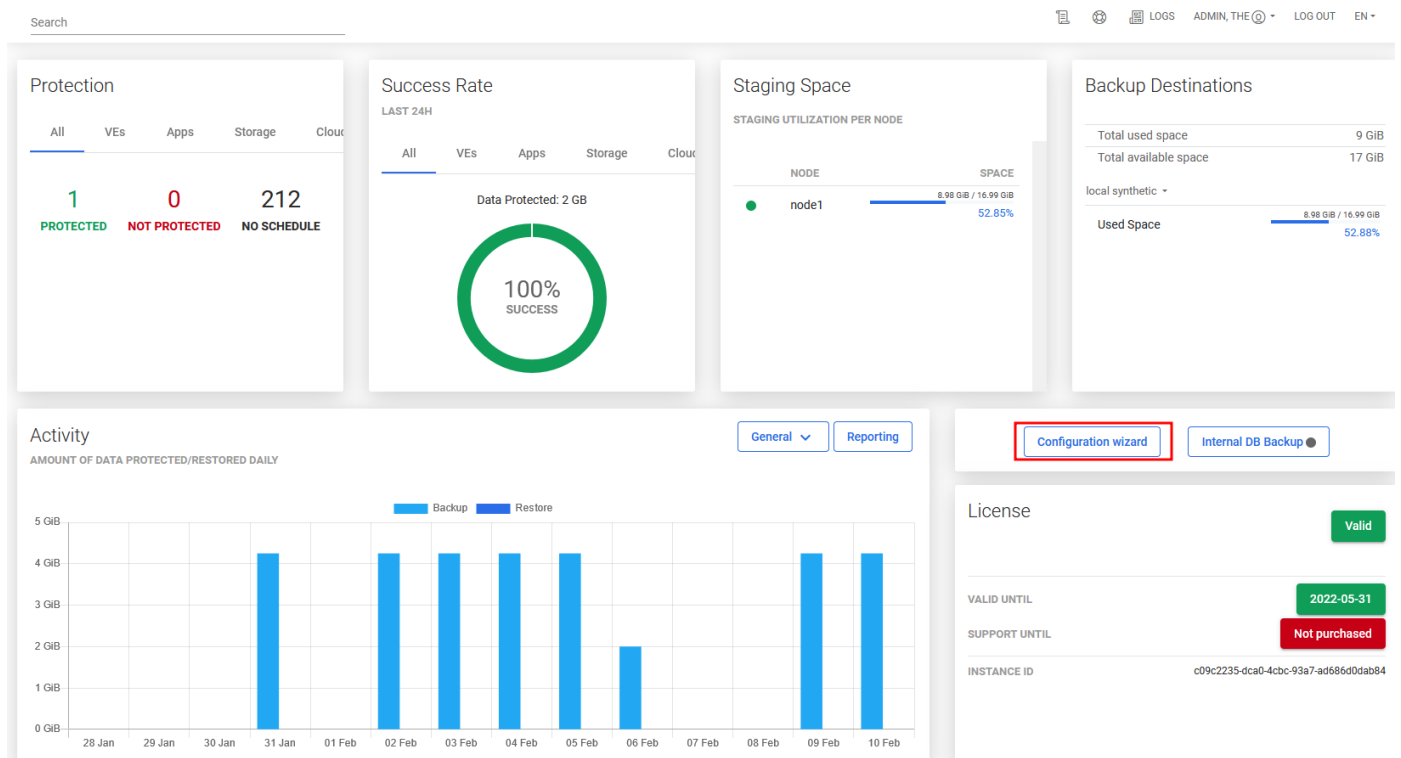 Search
LOGS
ADMIN, THE
LOG OUT
EN
Protection
All VEs Apps Storage Cloud
1 0 212
PROTECTED NOT PROTECTED NO SCHEDULE
Success Rate
LAST 24H
All VEs Apps Storage Cloud
Data Protected: 2 GB
100%
SUCCESS
Staging Space
STAGING UTILIZATION PER NODE
NODE SPACE
node1 8.98 GiB / 16.99 GiB
52.85%
Backup Destinations
Total used space 9 GiB
Total available space 17 GiB
local synthetic
Used Space 8.98 GiB / 16.99 GiB
52.88%
Activity
AMOUNT OF DATA PROTECTED/RESTORED DAILY
General Reporting
Backup Restore
5 GiB
4 GiB
3 GiB
2 GiB
1 GiB
0 GiB
28 Jan 29 Jan 30 Jan 31 Jan 01 Feb 02 Feb 03 Feb 04 Feb 05 Feb 06 Feb 07 Feb 08 Feb 09 Feb 10 Feb
Configuration wizard Internal DB Backup
License
Valid
VALID UNTIL 2022-05-31
SUPPORT UNTIL Not purchased
INSTANCE ID c09c2235-dca0-4cbc-93a7-ad686d0dab84